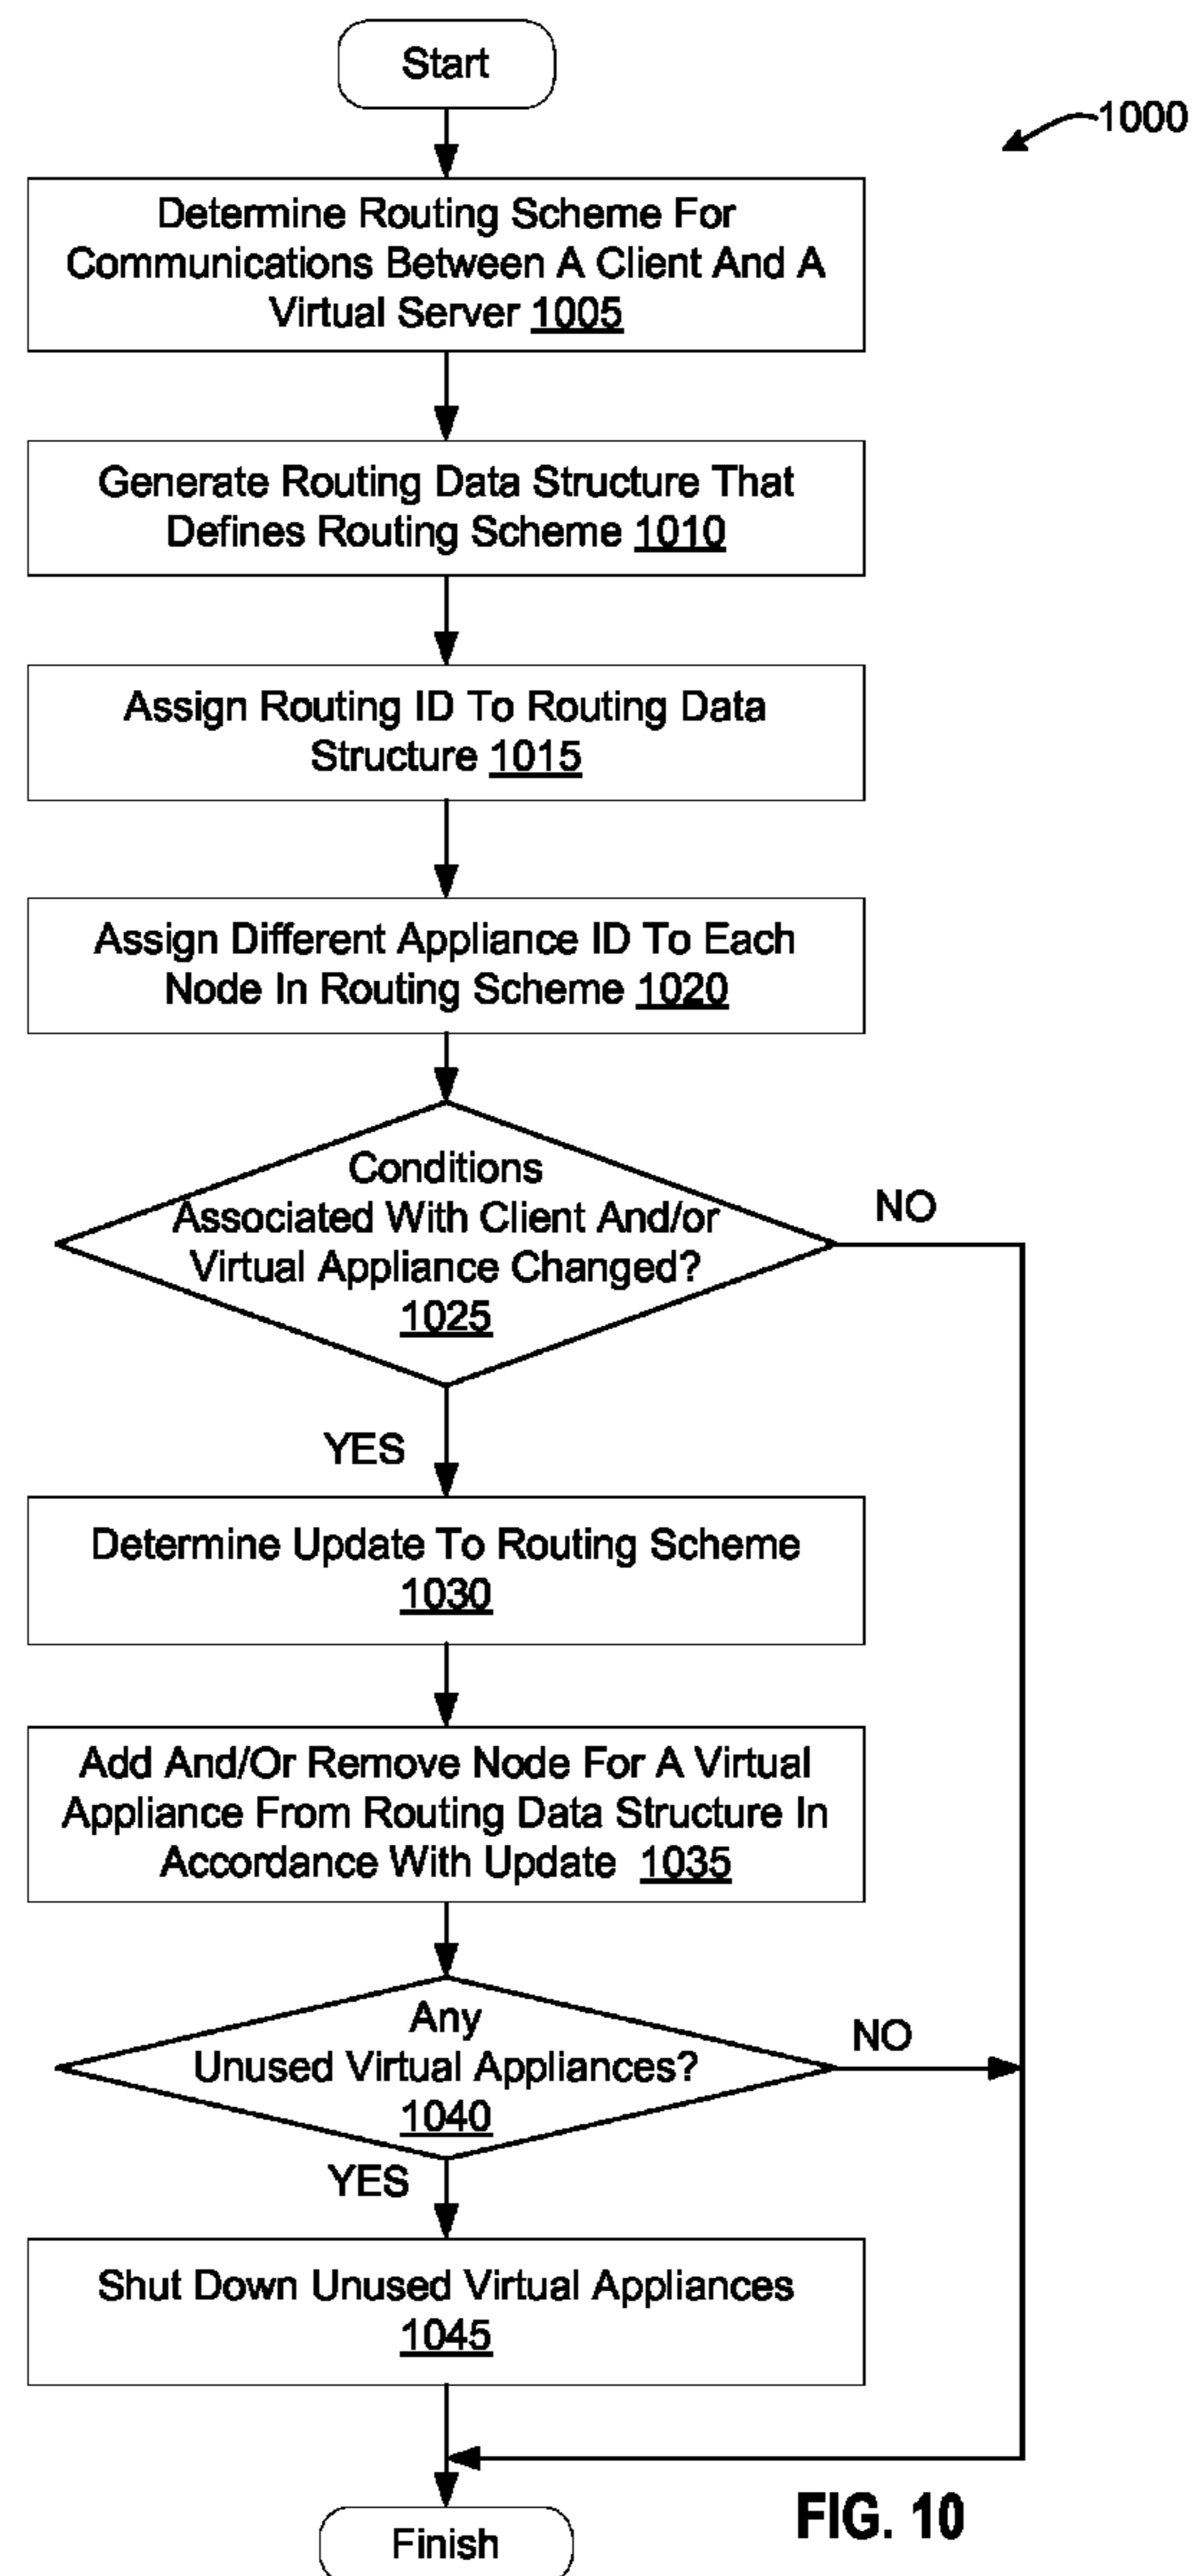 Start
1000
Determine Routing Scheme For
Communications Between A Client And A
Virtual Server 1005
Generate Routing Data Structure That
Defines Routing Scheme 1010
Assign Routing ID To Routing Data
Structure 1015
Assign Different Appliance ID To Each
Node In Routing Scheme 1020
Conditions
Associated With Client And/or
Virtual Appliance Changed?
1025
NO
YES
Determine Update To Routing Scheme
1030
Add And/Or Remove Node For A Virtual
Appliance From Routing Data Structure In
Accordance With Update 1035
Any
Unused Virtual Appliances?
1040
NO
YES
Shut Down Unused Virtual Appliances
1045
Finish
FIG. 10